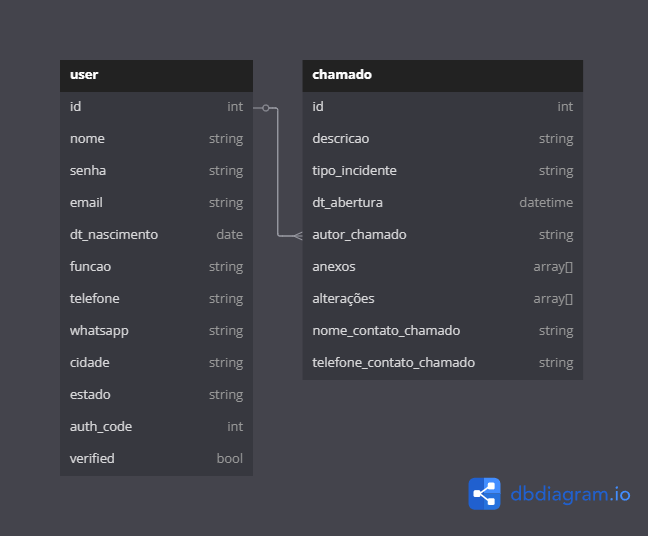 user
id int
nome string
senha string
email string
dt_nascimento date
funcao string
telefone string
whatsapp string
cidade string
estado string
auth_code int
verified bool
chamado
id int
descricao string
tipo_incidente string
dt_abertura datetime
autor_chamado string
anexos array[]
alterações array[]
nome_contato_chamado string
telefone_contato_chamado string
dbdiagram.io